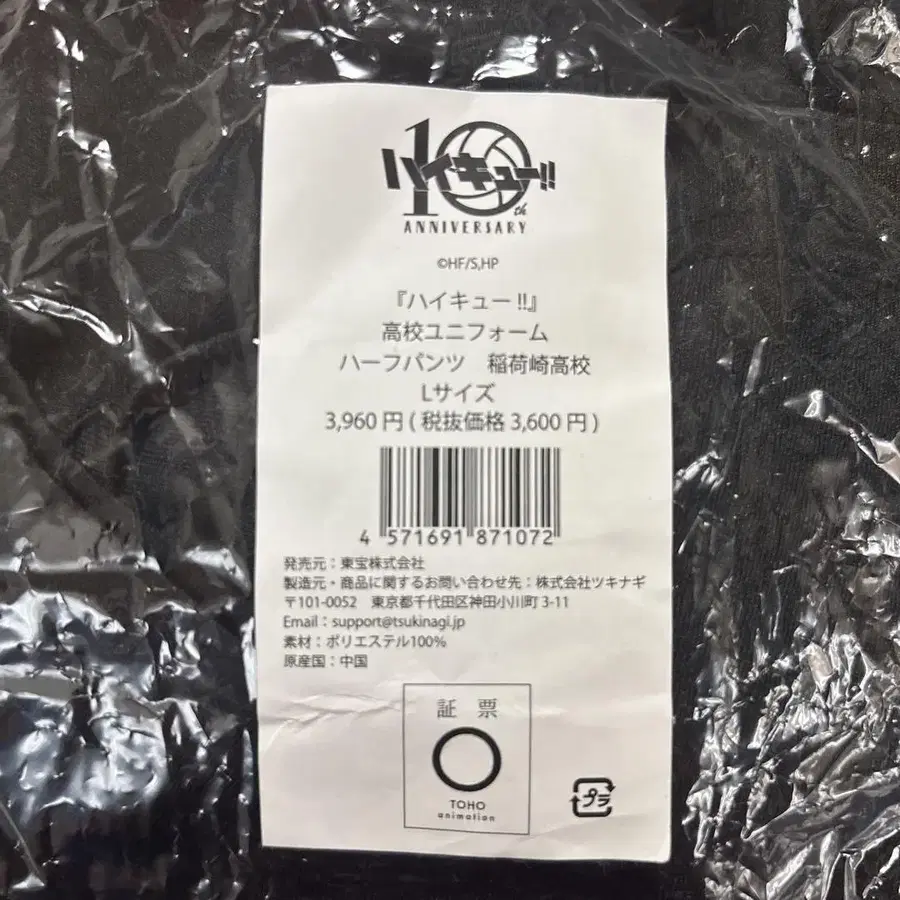 10th
ハイキュー!!
ANNIVERSARY
©HF/S,HP
『ハイキュー!!』
高校ユニフォーム
ハーフパンツ　稲荷崎高校
Lサイズ
3,960円(税抜価格3,600円)
4 571691 871072
発売元：東宝株式会社
製造元・商品に関するお問い合わせ先：株式会社ツキナギ
〒101-0052　東京都千代田区神田小川町3-11
Email：support@tsukinagi.jp
素材：ポリエステル100%
原産国：中国
証票
TOHO
animation
プラ